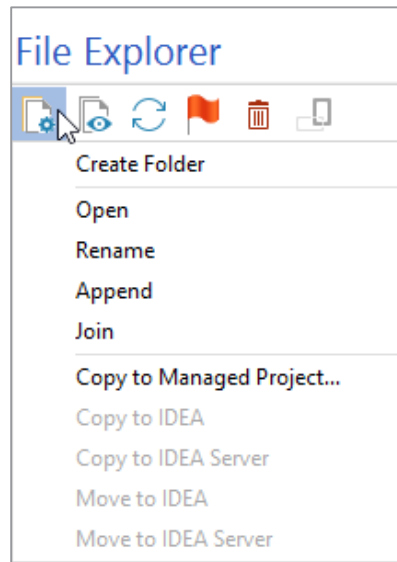 File Explorer
Create Folder
Open
Rename
Append
Join
Copy to Managed Project...
Copy to IDEA
Copy to IDEA Server
Move to IDEA
Move to IDEA Server